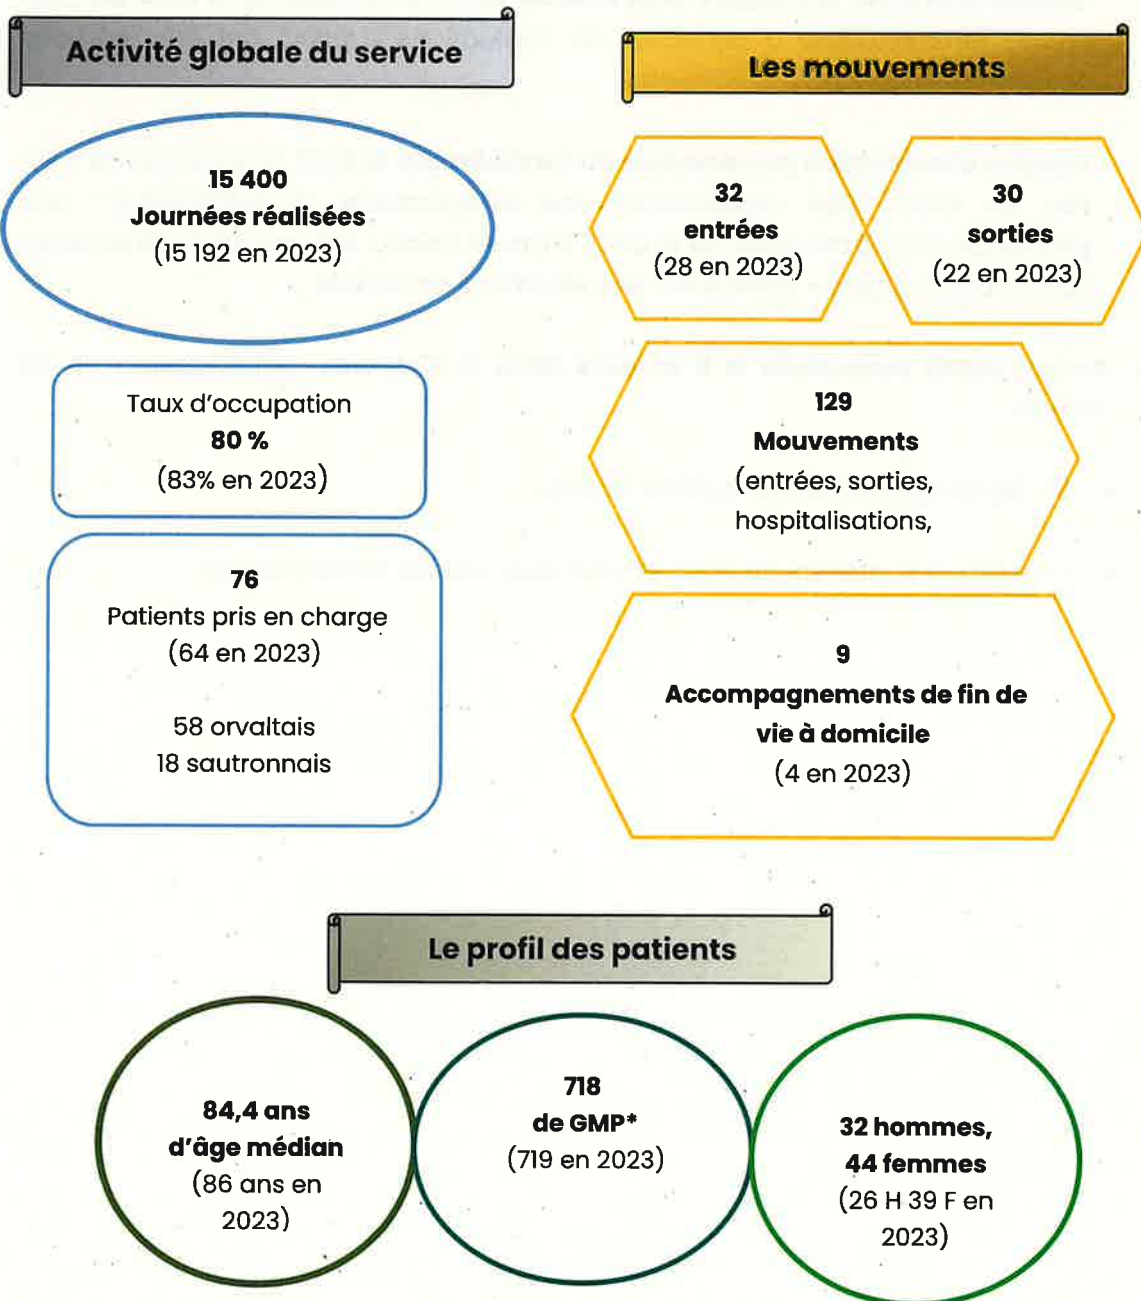 Activité globale du service
15 400
Journées réalisées
(15 192 en 2023)
Taux d'occupation
80 %
(83% en 2023)
76
Patients pris en charge
(64 en 2023)
58 orvaltais
18 sautronnais
Les mouvements
32
entrées
(28 en 2023)
30
sorties
(22 en 2023)
129
Mouvements
(entrées, sorties,
hospitalisations,
9
Accompagnements de fin de
vie à domicile
(4 en 2023)
Le profil des patients
84,4 ans
d'âge médian
(86 ans en
2023)
718
de GMP*
(719 en 2023)
32 hommes,
44 femmes
(26 H 39 F en
2023)